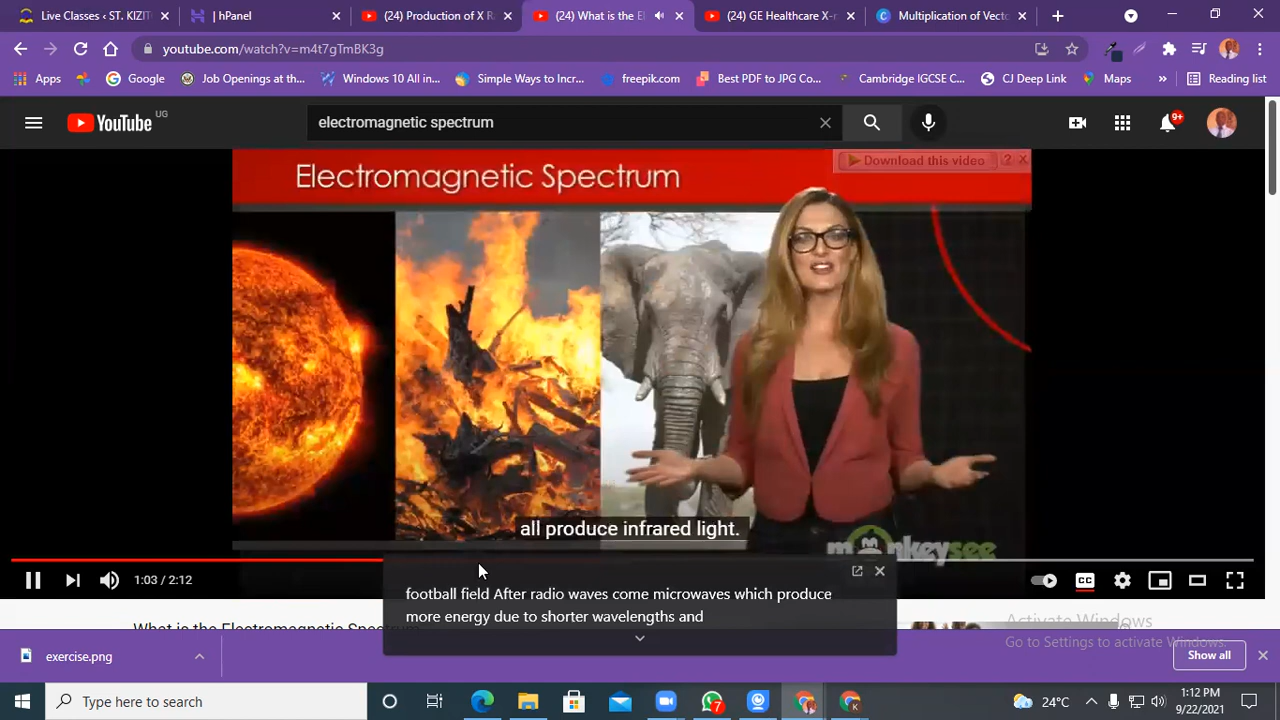 Live Classes ‹ ST. KIZIT
hPanel
(24) Production of X R
(24) What is the El
(24) GE Healthcare X-r
Multiplication of Vecto
youtube.com/watch?v=m4t7gTmBK3g
Apps
Google
Job Openings at th...
Windows 10 All in...
Simple Ways to Incr...
freepik.com
Best PDF to JPG Co...
Cambridge IGCSE C...
CJ Deep Link
Maps
»
Reading list
YouTube UG
electromagnetic spectrum
9+
Electromagnetic Spectrum
Download this video ? x
all produce infrared light.
monkeysee
1:03 / 2:12
CC
football field After radio waves come microwaves which produce
more energy due to shorter wavelengths and
Activate Windows
Go to Settings to activate Windows.
exercise.png
Show all
Type here to search
7
K
24°C
1:12 PM
9/22/2021